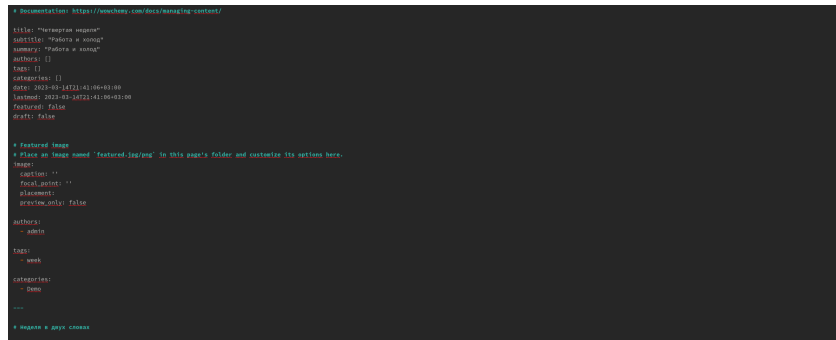 # Documentation: https://wowchemy.com/docs/managing-content/
title: "Четвертая неделя"
subtitle: "Работа и холод"
summary: "Работа и холод"
authors: []
tags: []
categories: []
date: 2023-03-14T21:41:06+03:00
lastmod: 2023-03-14T21:41:06+03:00
featured: false
draft: false
# Featured image
# Place an image named `featured.jpg/png` in this page's folder and customize its options here.
image:
caption: ''
focal_point: ''
placement:
preview_only: false
authors:
- admin
tags:
- week
categories:
- Demo
---
# Неделя в двух словах